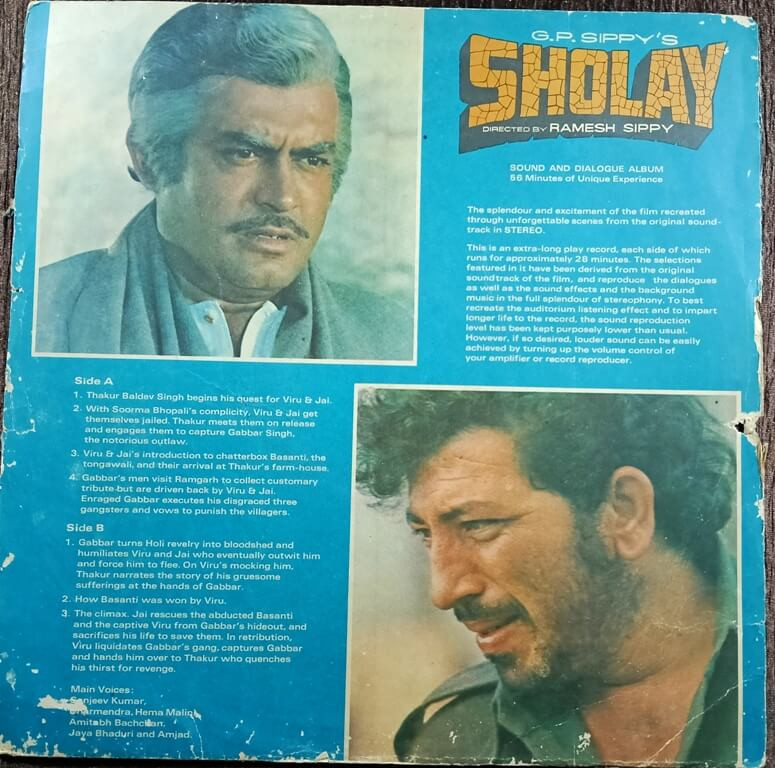 G.P. SIPPY'S
SHOLAY
DIRECTED BY RAMESH SIPPY
SOUND AND DIALOGUE ALBUM
56 Minutes of Unique Experience
The splendour and excitement of the film recreated
through unforgettable scenes from the original sound-
track in STEREO.
This is an extra-long play record, each side of which
runs for approximately 28 minutes. The selections
featured in it have been derived from the original
soundtrack of the film, and reproduce the dialogues
as well as the sound effects and the background
music in the full splendour of stereophony. To best
recreate the auditorium listening effect and to impart
longer life to the record, the sound reproduction
level has been kept purposely lower than usual.
However, if so desired, louder sound can be easily
achieved by turning up the volume control of
your amplifier or record reproducer.
Side A
1. Thakur Baldev Singh begins his quest for Viru & Jai.
2. With Soorma Bhopali's complicity, Viru & Jai get
themselves jailed. Thakur meets them on release
and engages them to capture Gabbar Singh,
the notorious outlaw.
3. Viru & Jai's introduction to chatterbox Basanti, the
tongawali, and their arrival at Thakur's farm-house.
4. Gabbar's men visit Ramgarh to collect customary
tribute but are driven back by Viru & Jai.
Enraged Gabbar executes his disgraced three
gangsters and vows to punish the villagers.
Side B
1. Gabbar turns Holi revelry into bloodshed and
humiliates Viru and Jai who eventually outwit him
and force him to flee. On Viru's mocking him,
Thakur narrates the story of his gruesome
sufferings at the hands of Gabbar.
2. How Basanti was won by Viru.
3. The climax. Jai rescues the abducted Basanti
and the captive Viru from Gabbar's hideout, and
sacrifices his life to save them. In retribution,
Viru liquidates Gabbar's gang, captures Gabbar
and hands him over to Thakur who quenches
his thirst for revenge.
Main Voices:
Sanjeev Kumar,
Dharmendra, Hema Malini,
Amitabh Bachchan,
Jaya Bhaduri and Amjad.